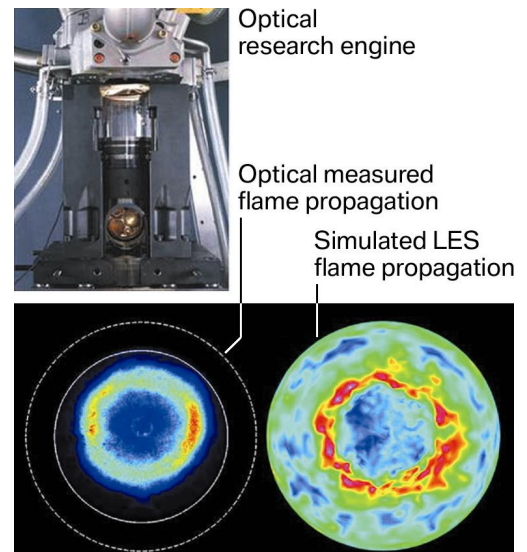 Optical
research engine
Optical measured
flame propagation
Simulated LES
flame propagation